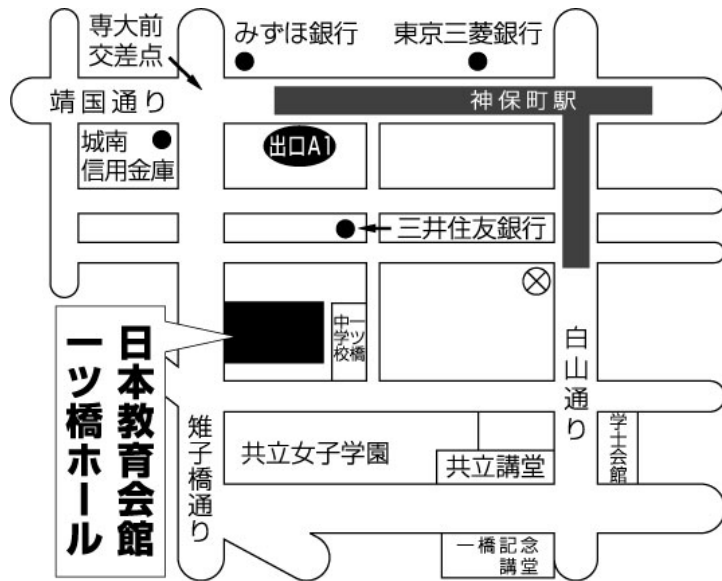 専大前
交差点
みずほ銀行
東京三菱銀行
靖国通り
神保町駅
城南
信用金庫
出口A1
三井住友銀行
一ツ橋
中学校
日本教育会館
一ツ橋ホール
白山通り
雉子橋通り
共立女子学園
共立講堂
学士会館
一橋記念
講堂